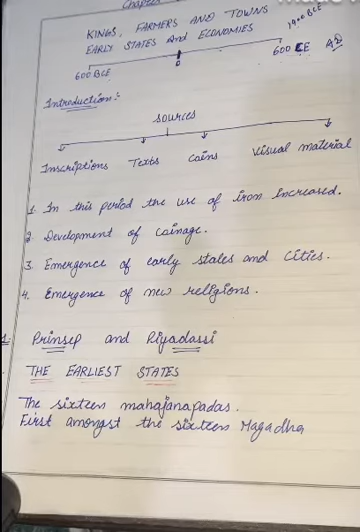 Chapter
KINGS, FARMERS AND TOWNS
EARLY STATES and ECONOMIES
1900 BCE
600 BCE
0
600 CE AD
Introduction:-
Sources
Inscriptions Texts Coins Visual material
1. In this period the use of iron increased.
2. Development of coinage.
3. Emergence of early states and cities.
4. Emergence of new religions.
1. Prinsep and Piyadassi
THE EARLIEST STATES
The sixteen mahajanapadas.
First amongst the sixteen Magadha